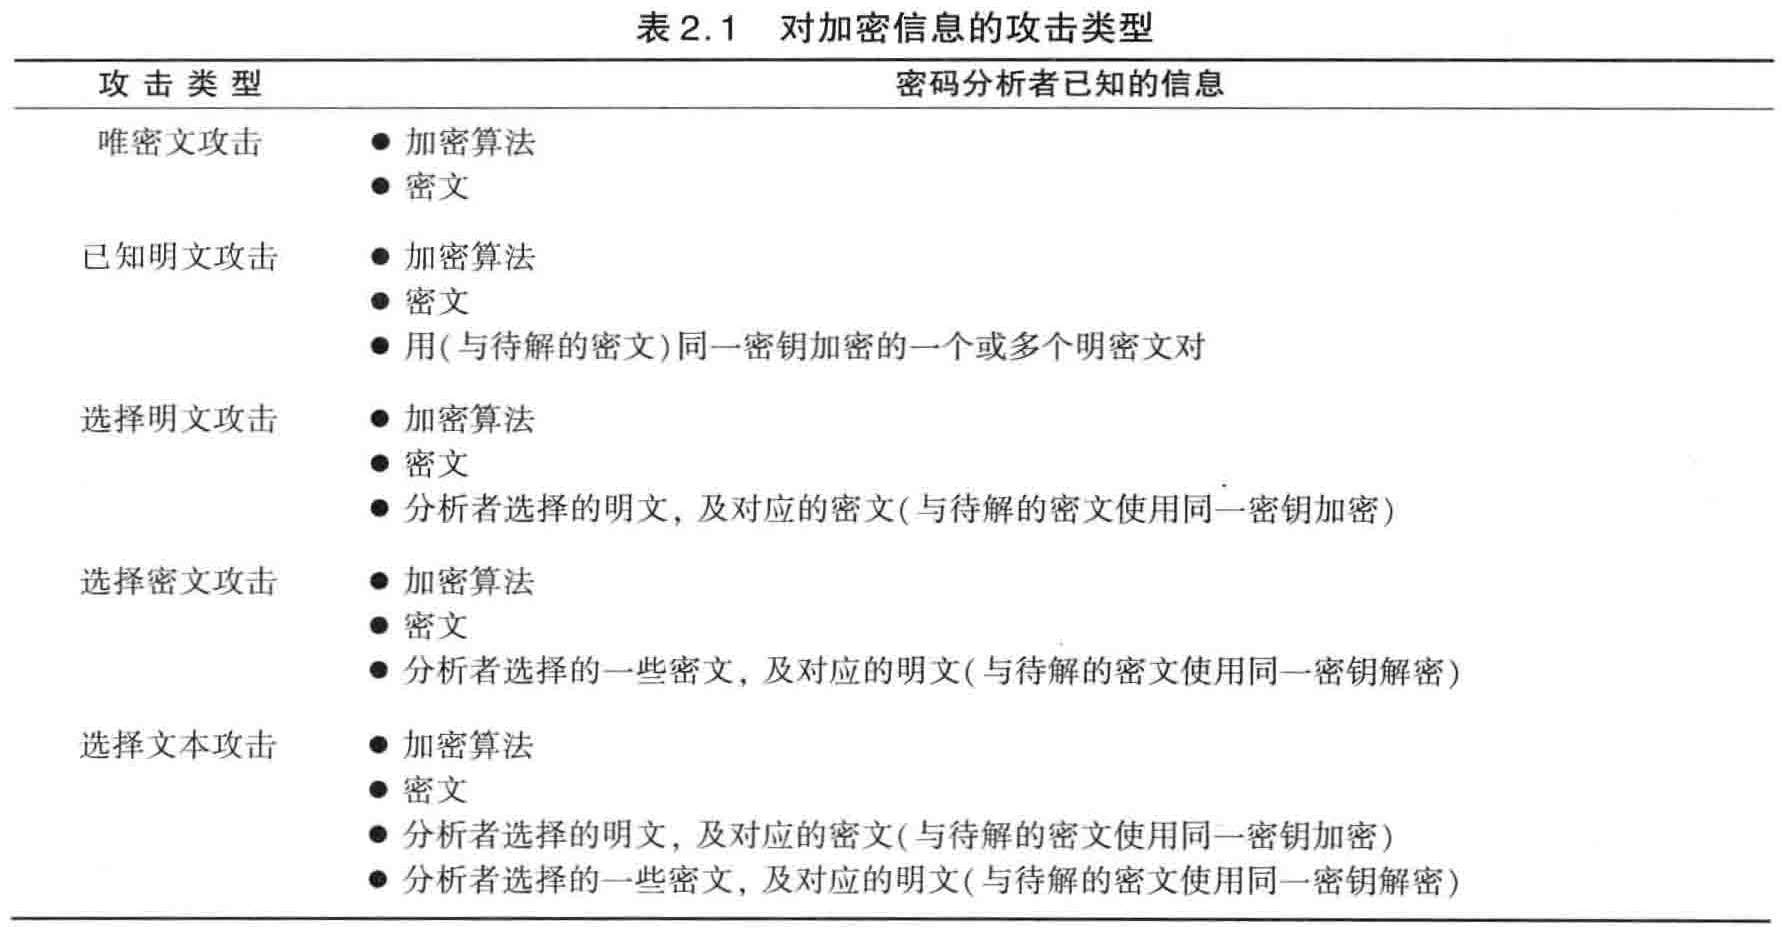 表2.1 对加密信息的攻击类型
攻击类型 密码分析者已知的信息
唯密文攻击 ● 加密算法
● 密文
已知明文攻击 ● 加密算法
● 密文
● 用(与待解的密文)同一密钥加密的一个或多个明密文对
选择明文攻击 ● 加密算法
● 密文
● 分析者选择的明文, 及对应的密文(与待解的密文使用同一密钥加密)
选择密文攻击 ● 加密算法
● 密文
● 分析者选择的一些密文, 及对应的明文(与待解的密文使用同一密钥解密)
选择文本攻击 ● 加密算法
● 密文
● 分析者选择的明文, 及对应的密文(与待解的密文使用同一密钥加密)
● 分析者选择的一些密文, 及对应的明文(与待解的密文使用同一密钥解密)